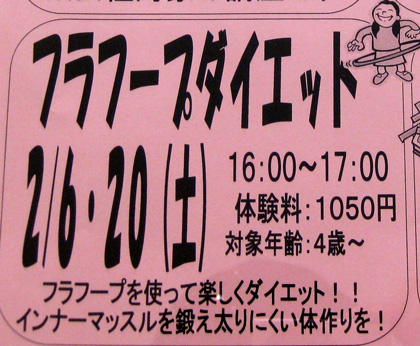 フラフープダイエット
2/6・20(土)
16:00～17:00
体験料:1050円
対象年齢:4歳～
フラフープを使って楽しくダイエット!!
インナーマッスルを鍛え太りにくい体作りを!